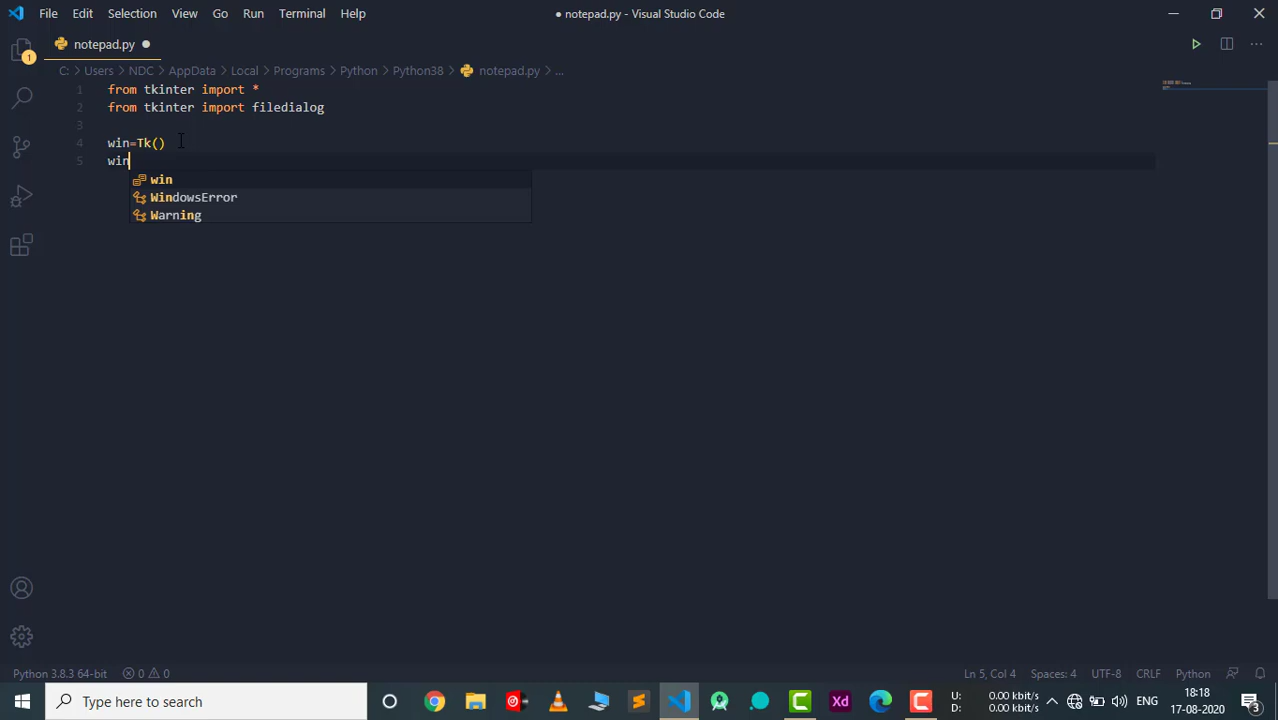 File Edit Selection View Go Run Terminal Help
● notepad.py - Visual Studio Code
notepad.py ●
1
C: > Users > NDC > AppData > Local > Programs > Python > Python38 > notepad.py > ...
1 from tkinter import *
2 from tkinter import filedialog
3
4 win=Tk()
5 win
win
WindowsError
Warning
Python 3.8.3 64-bit 0 0
Ln 5, Col 4 Spaces: 4 UTF-8 CRLF Python
Type here to search
Xd
U: 0.00 kbit/s
D: 0.00 kbit/s
ENG
18:18
17-08-2020
3